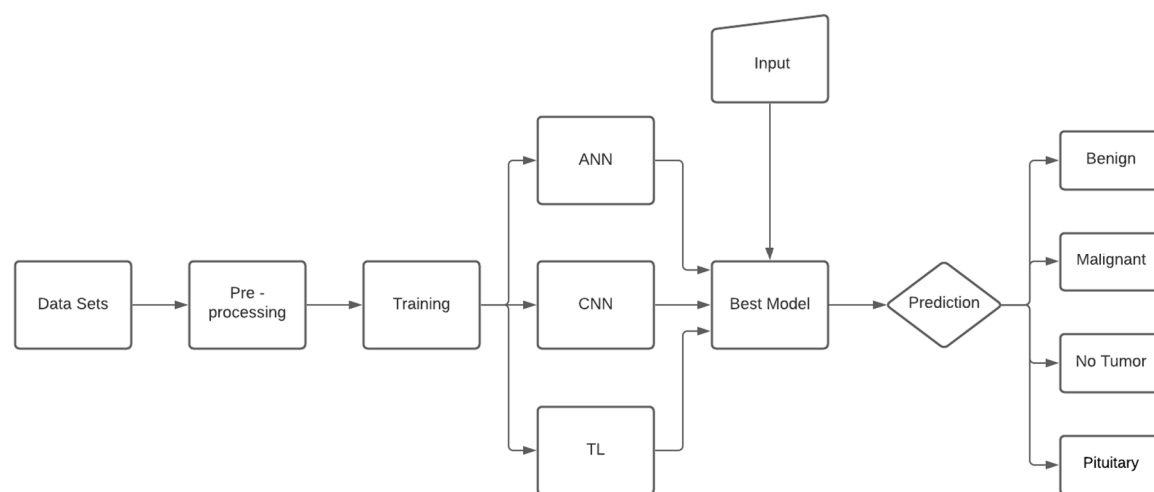 Input
ANN
Benign
Malignant
Data Sets
Pre -
processing
Training
CNN
Best Model
Prediction
No Tumor
TL
Pituitary